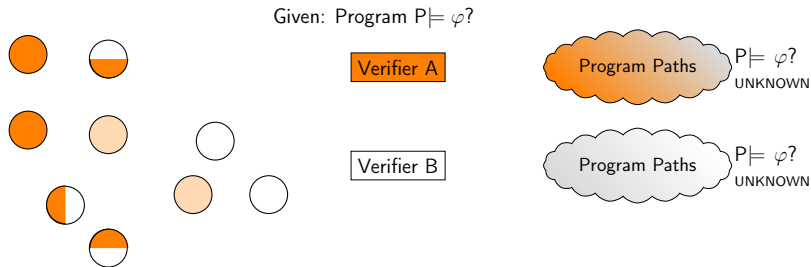 Given: Program P⊨ φ?
Verifier A
Program Paths
P⊨ φ?
UNKNOWN
Verifier B
Program Paths
P⊨ φ?
UNKNOWN